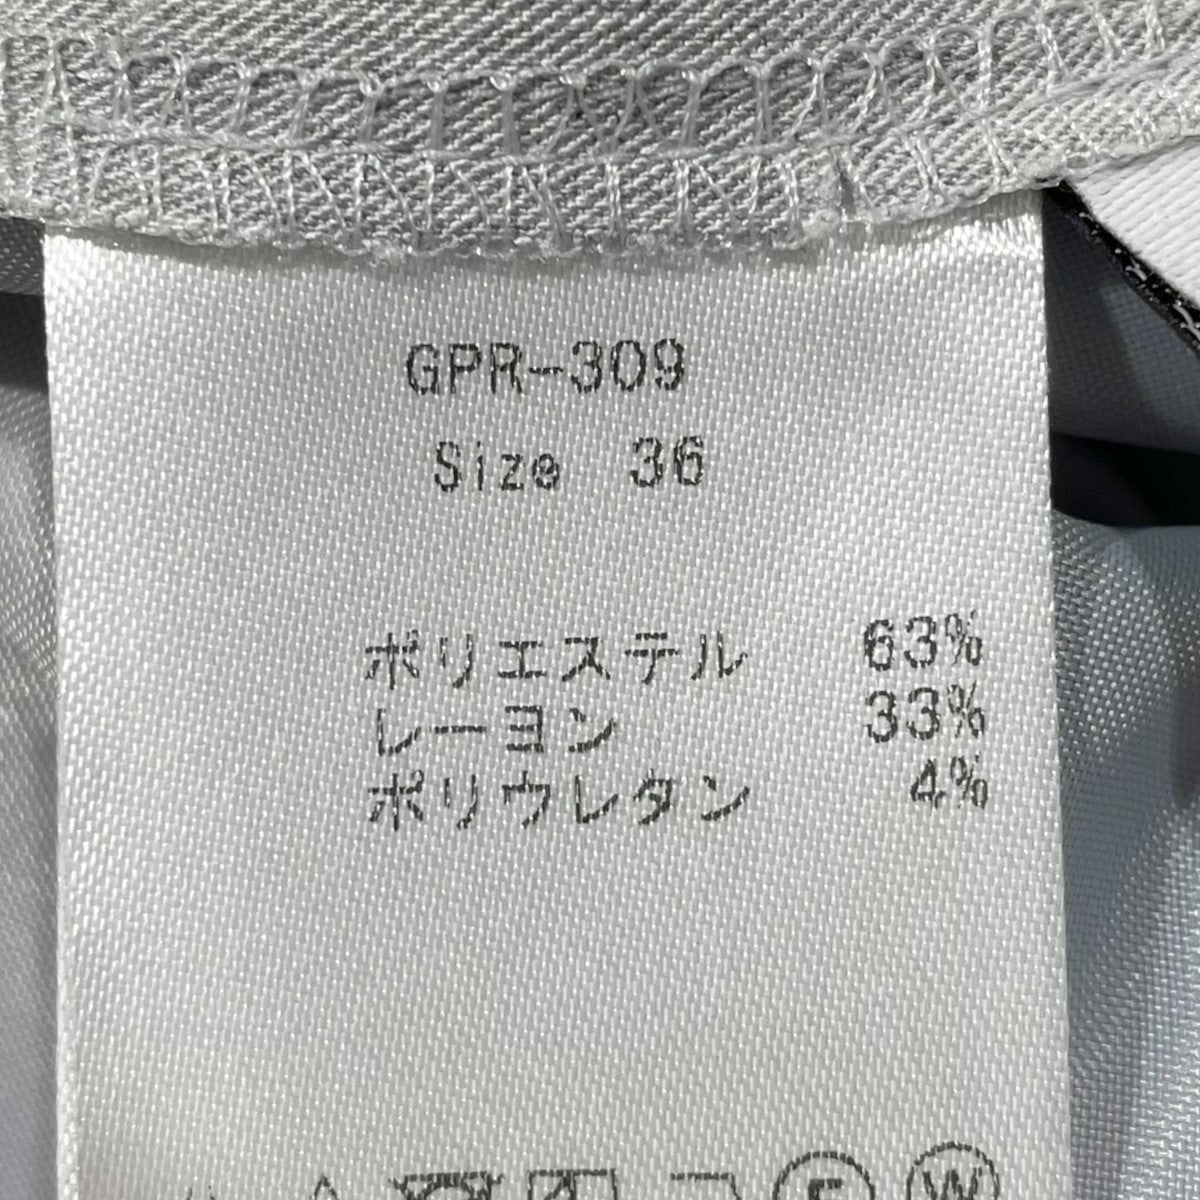 GPR-309
Size 36
ポリエステル 63%
レーヨン 33%
ポリウレタン 4%
F W